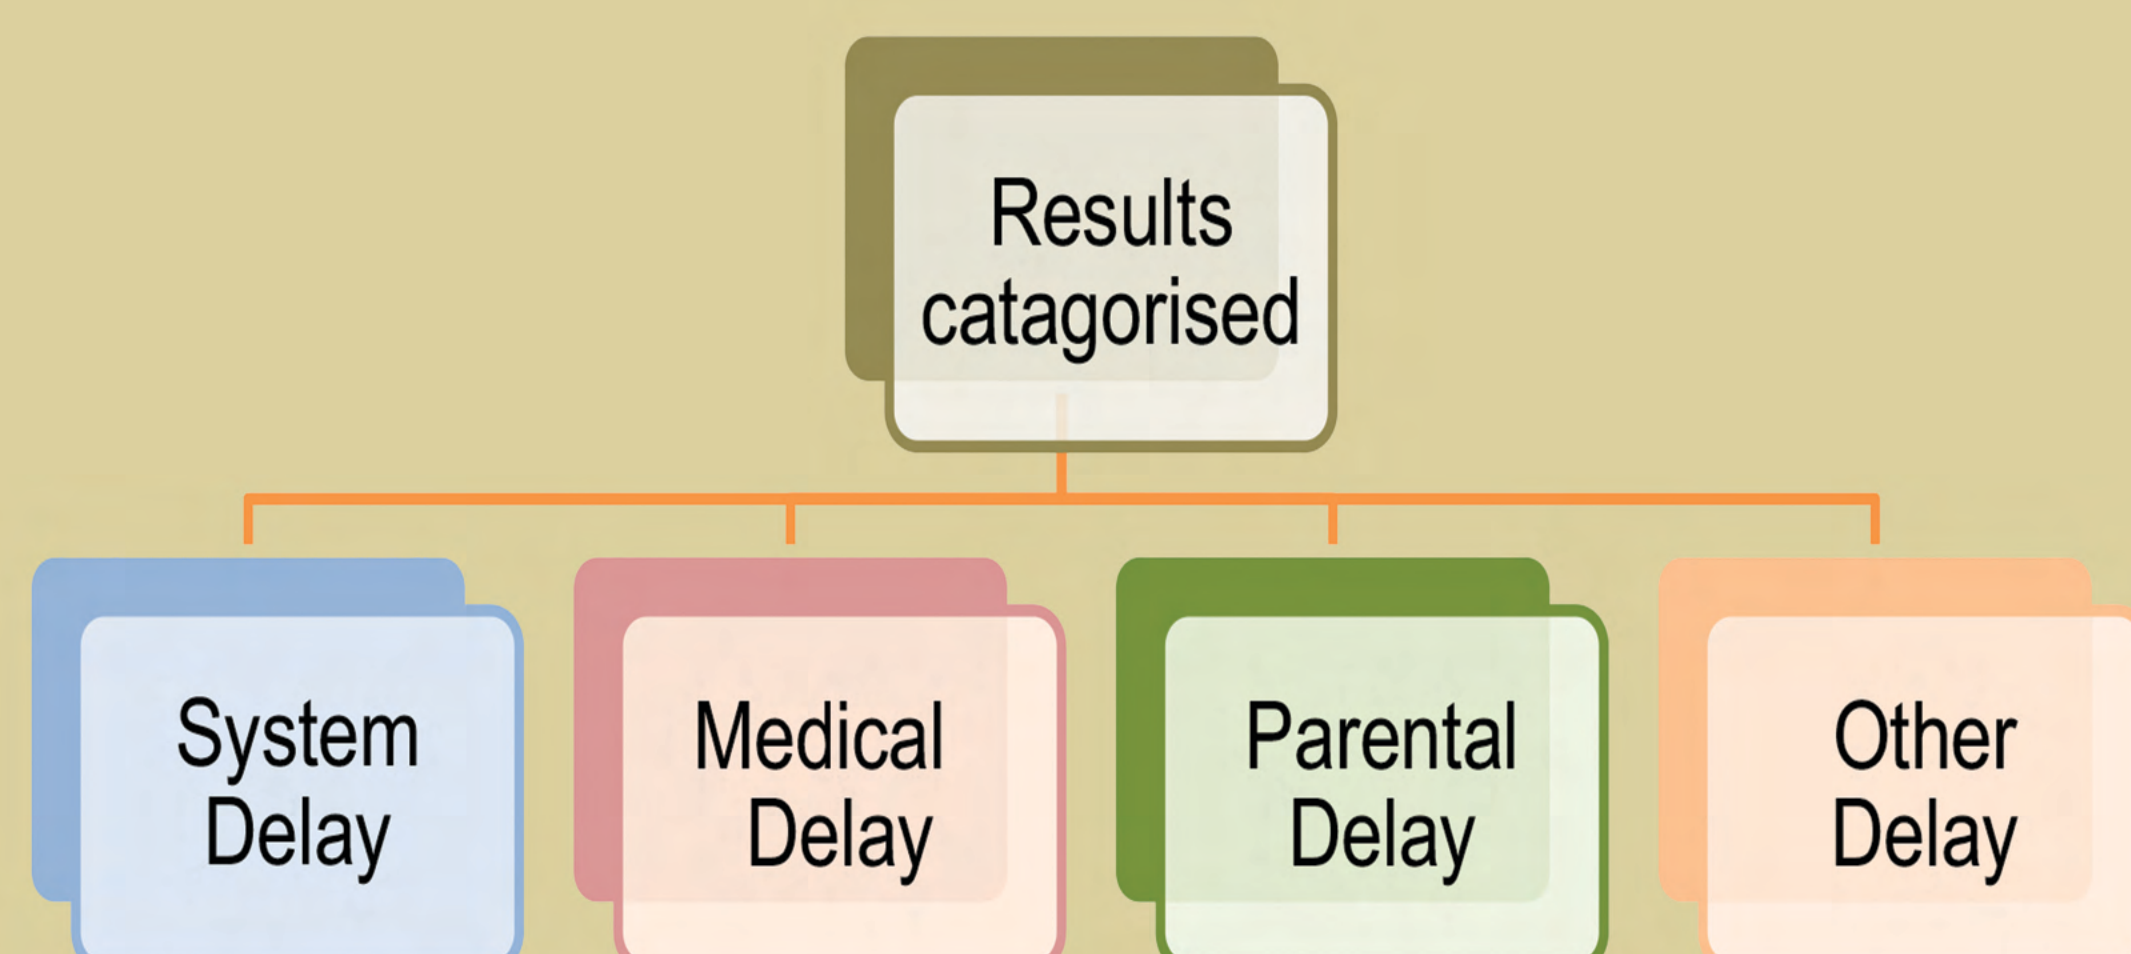 Results
catagorised
System
Delay
Medical
Delay
Parental
Delay
Other
Delay